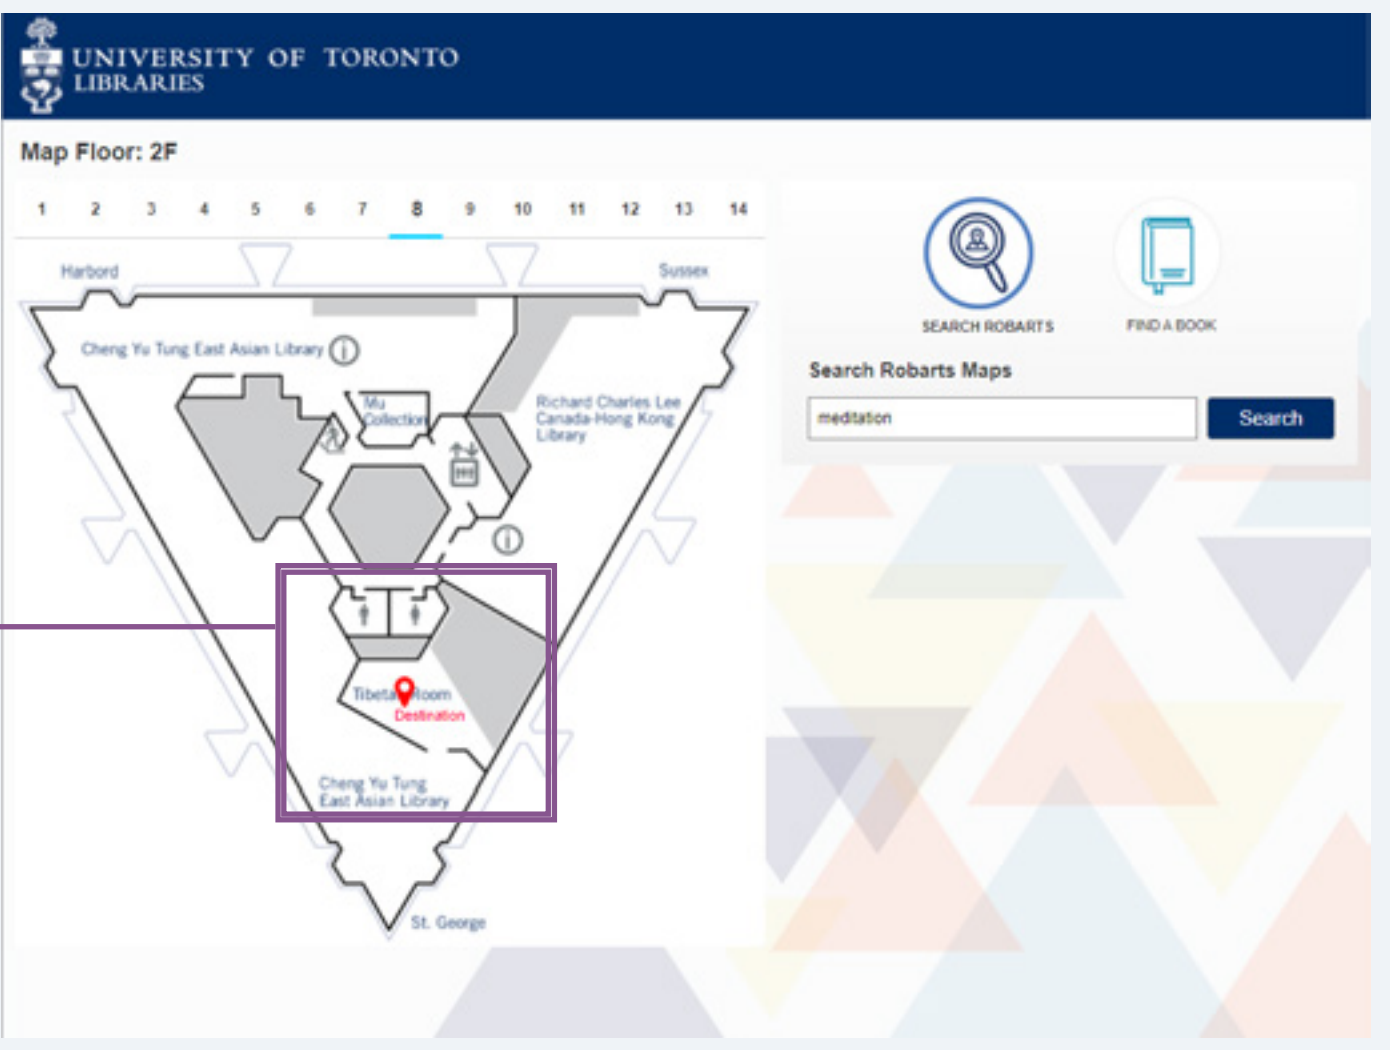 UNIVERSITY OF TORONTO
LIBRARIES
Map Floor: 2F
1 2 3 4 5 6 7 8 9 10 11 12 13 14
Harbord
Sussex
Cheng Yu Tung East Asian Library
Mu
Collection
Richard Charles Lee
Canada-Hong Kong
Library
Tibetan Room
Destination
Cheng Yu Tung
East Asian Library
St. George
SEARCH ROBARTS
FIND A BOOK
Search Robarts Maps
meditation
Search